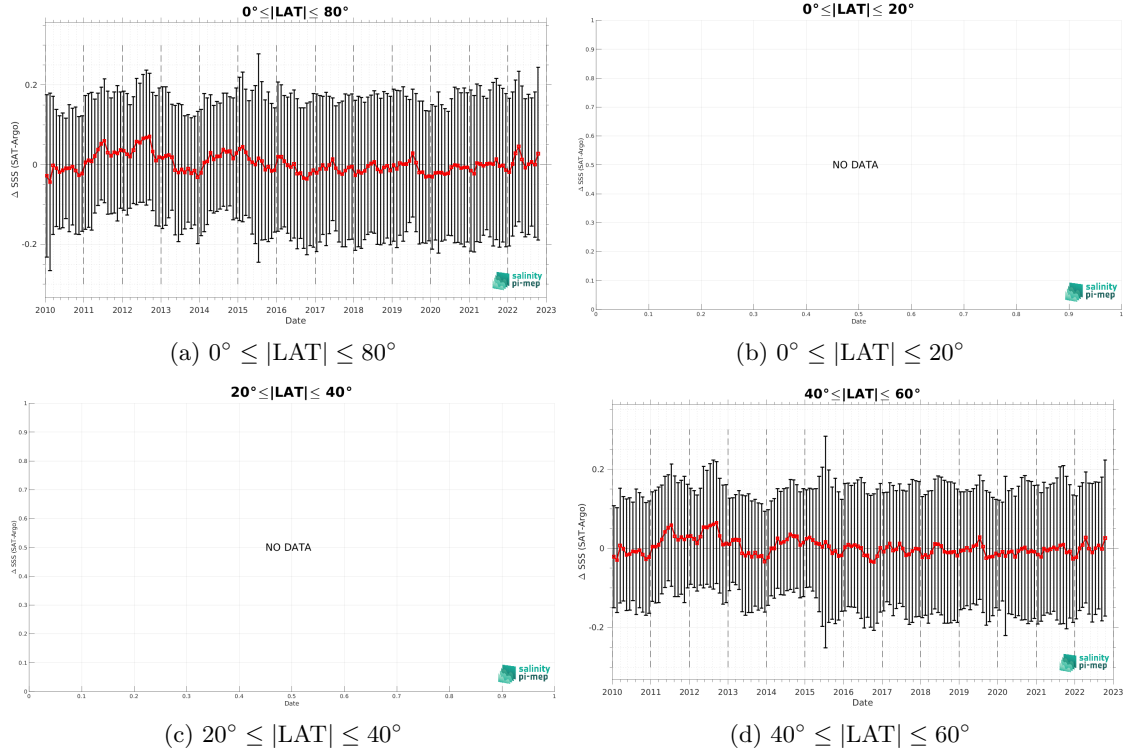 0°≤|LAT|≤ 80°
Δ SSS (SAT-Argo)
0.2
0
-0.2
2010 2011 2012 2013 2014 2015 2016 2017 2018 2019 2020 2021 2022 2023
Date
salinity
pi-mep
(a) 0° ≤ |LAT| ≤ 80°
0°≤|LAT|≤ 20°
Δ SSS (SAT-Argo)
1
0.9
0.8
0.7
0.6
0.5
0.4
0.3
0.2
0.1
0
NO DATA
0 0.1 0.2 0.3 0.4 0.5 0.6 0.7 0.8 0.9 1
Date
salinity
pi-mep
(b) 0° ≤ |LAT| ≤ 20°
20°≤|LAT|≤ 40°
Δ SSS (SAT-Argo)
1
0.9
0.8
0.7
0.6
0.5
0.4
0.3
0.2
0.1
0
NO DATA
0 0.1 0.2 0.3 0.4 0.5 0.6 0.7 0.8 0.9 1
Date
salinity
pi-mep
(c) 20° ≤ |LAT| ≤ 40°
40°≤|LAT|≤ 60°
Δ SSS (SAT-Argo)
0.2
0
-0.2
2010 2011 2012 2013 2014 2015 2016 2017 2018 2019 2020 2021 2022 2023
Date
salinity
pi-mep
(d) 40° ≤ |LAT| ≤ 60°